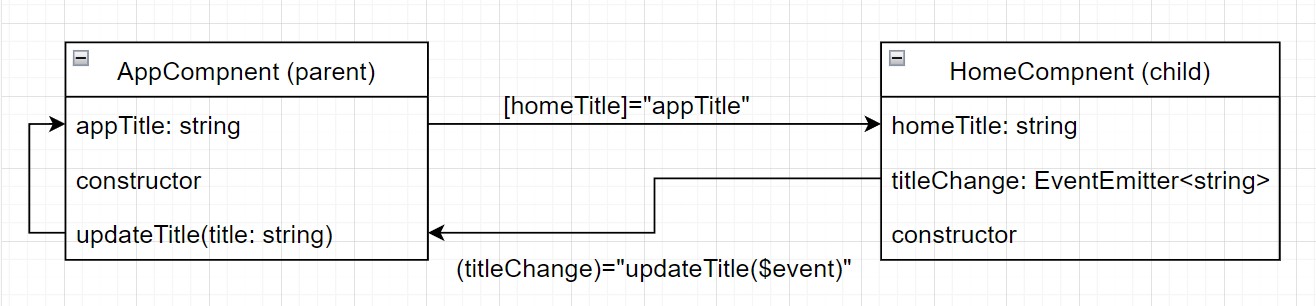 AppCompnent (parent)
appTitle: string
constructor
updateTitle(title: string)
[homeTitle]="appTitle"
(titleChange)="updateTitle($event)"
HomeCompnent (child)
homeTitle: string
titleChange: EventEmitter<string>
constructor